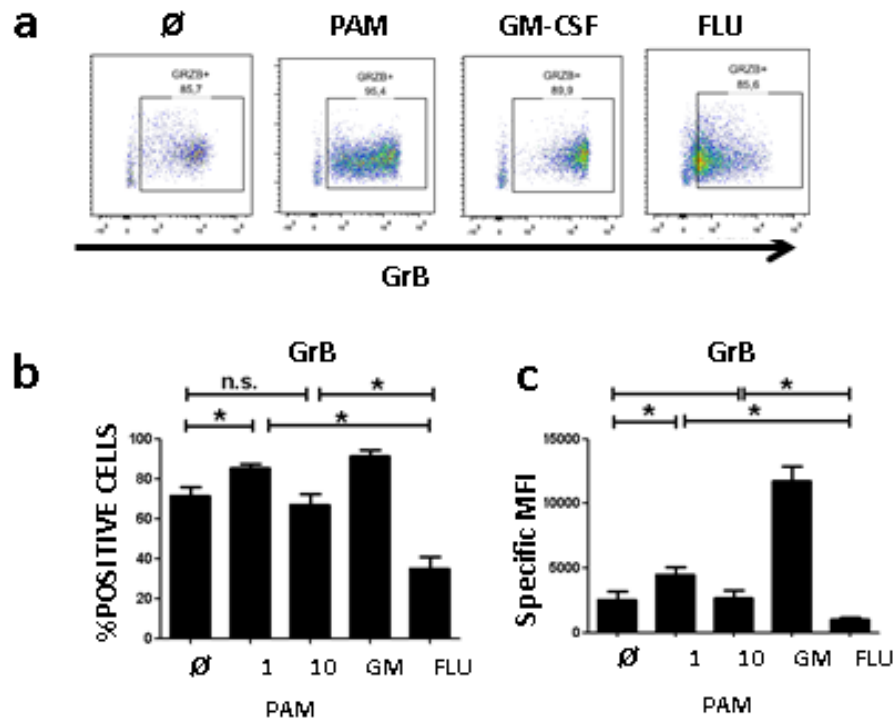 a Ø PAM GM-CSF FLU
GRZB+ GRZB+ GRZB+ GRZB+
85,7 95,4 89,9 85,6
GrB
b GrB
n.s. *
* *
%POSITIVE CELLS
100
80
60
40
20
0
Ø 1 10 GM FLU
PAM
c GrB
*
* *
Specific MFI
15000
10000
5000
0
Ø 1 10 GM FLU
PAM